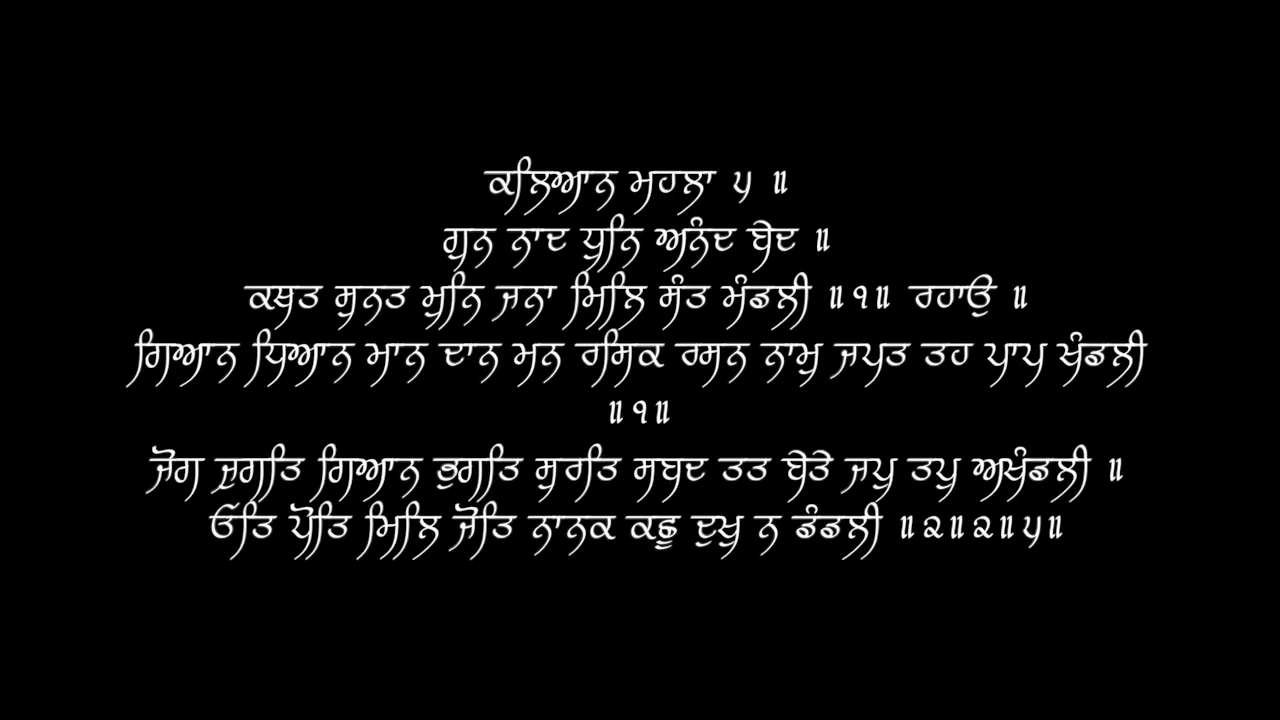 ਕਲਿਆਨ ਮਹਲਾ ੫ ॥
ਗੁਨ ਨਾਦ ਧੁਨਿ ਅਨੰਦ ਬੇਦ ॥
ਕਥਤ ਸੁਨਤ ਮੁਨਿ ਜਨਾ ਮਿਲਿ ਸੰਤ ਮੰਡਲੀ ॥੧॥ ਰਹਾਉ ॥
ਗਿਆਨ ਧਿਆਨ ਮਾਨ ਦਾਨ ਮਨ ਰਸਿਕ ਰਸਨ ਨਾਮੁ ਜਪਤ ਤਹ ਪਾਪ ਖੰਡਲੀ
॥੧॥
ਜੋਗ ਜੁਗਤਿ ਗਿਆਨ ਭੁਗਤਿ ਸੁਰਤਿ ਸਬਦ ਤਤ ਬੇਤੇ ਜਪੁ ਤਪੁ ਅਖੰਡਲੀ ॥
ਓਤਿ ਪੋਤਿ ਮਿਲਿ ਜੋਤਿ ਨਾਨਕ ਕਛੂ ਦੁਖੁ ਨ ਡੰਡਲੀ ॥੨॥੨॥੫॥